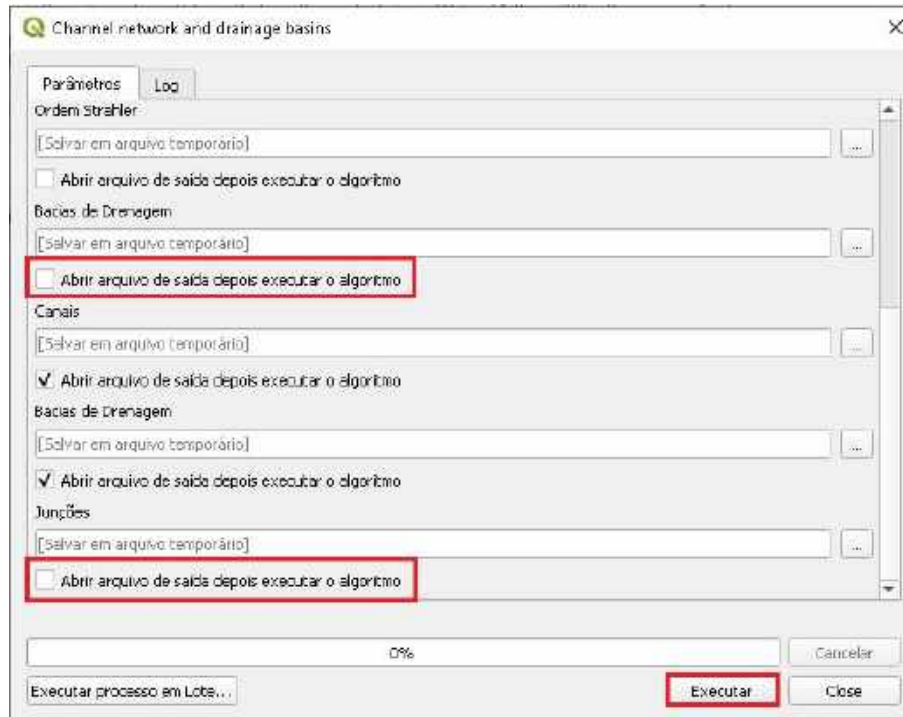 Channel network and drainage basins
Parâmetros Log
Ordem Strahler
[Salvar em arquivo temporário] ...
Abrir arquivo de saída depois executar o algoritmo
Bacias de Drenagem
[Salvar em arquivo temporário] ...
Abrir arquivo de saída depois executar o algoritmo
Canais
[Salvar em arquivo temporário] ...
Abrir arquivo de saída depois executar o algoritmo
Bacias de Drenagem
[Salvar em arquivo temporário] ...
Abrir arquivo de saída depois executar o algoritmo
Junções
[Salvar em arquivo temporário] ...
Abrir arquivo de saída depois executar o algoritmo
0% Cancelar
Executar processo em Lote... Executar Close